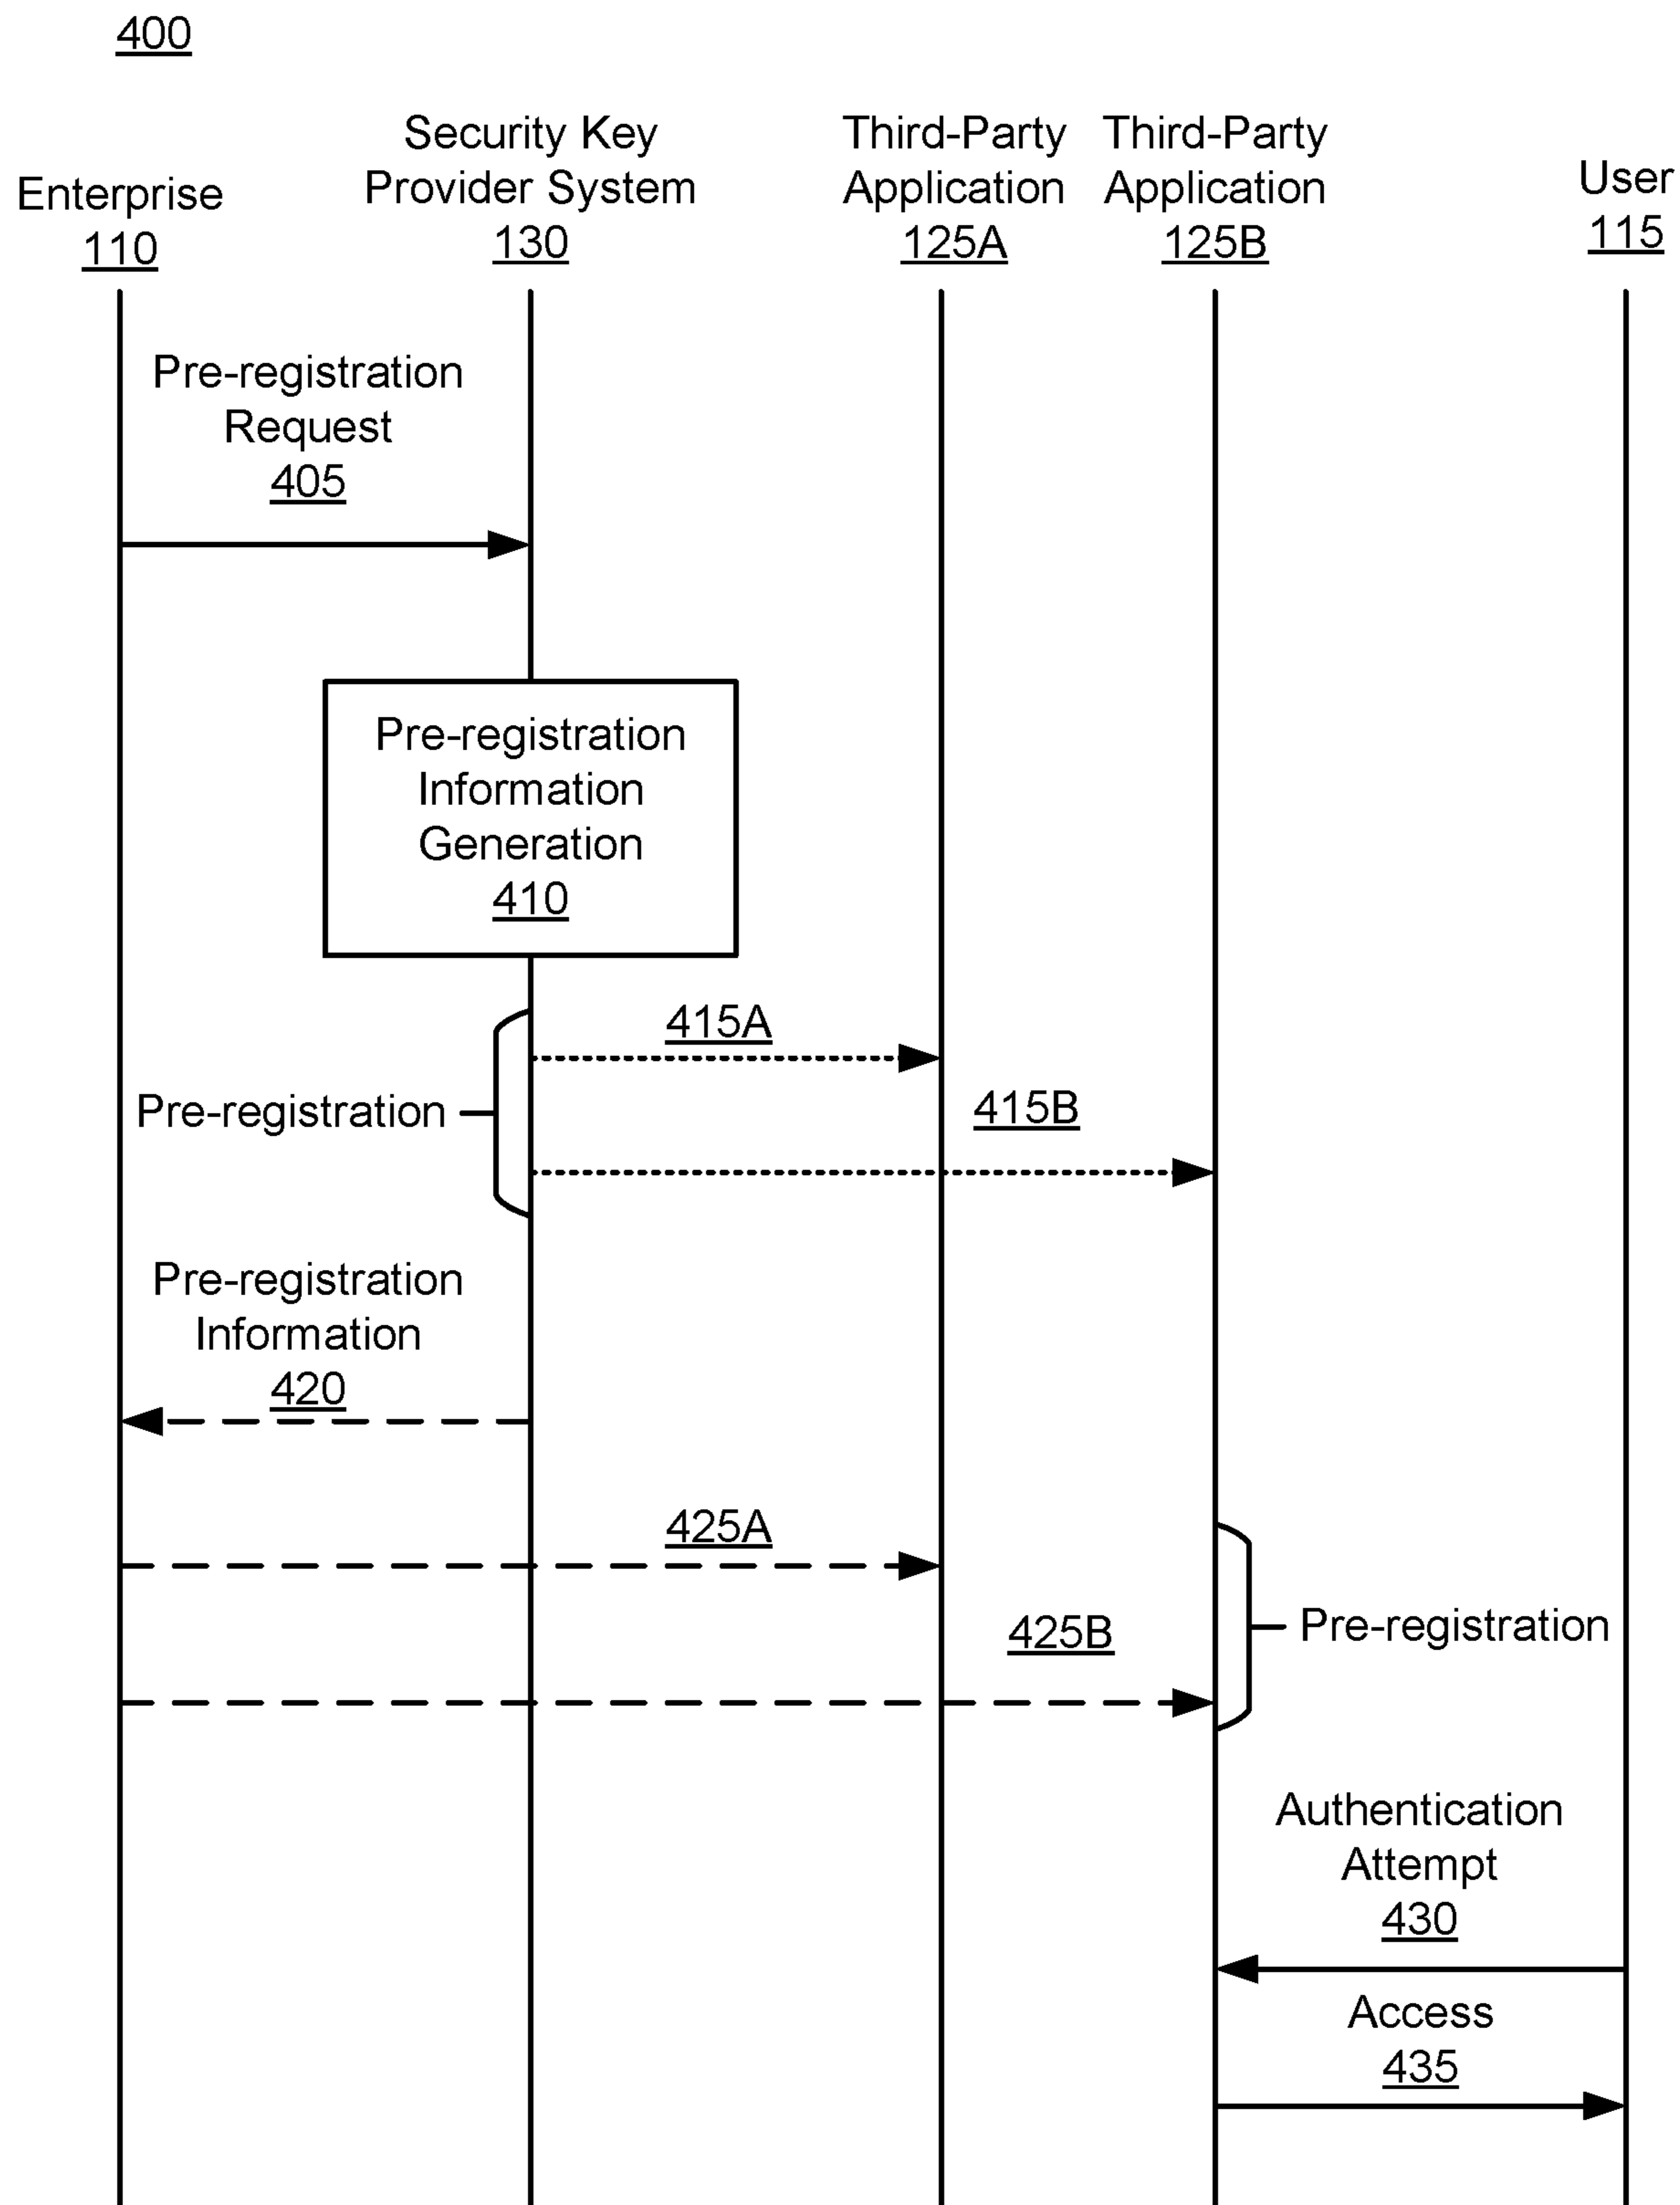 400
Enterprise
110
Security Key
Provider System
130
Third-Party
Application
125A
Third-Party
Application
125B
User
115
Pre-registration
Request
405
Pre-registration
Information
Generation
410
415A
Pre-registration
415B
Pre-registration
Information
420
425A
425B
Pre-registration
Authentication
Attempt
430
Access
435